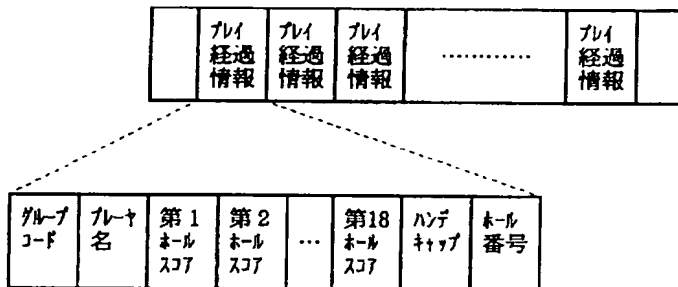 プレイ
経過
情報
プレイ
経過
情報
プレイ
経過
情報
…………
プレイ
経過
情報
グループ
コード
プレーヤ
名
第1
ホール
スコア
第2
ホール
スコア
…
第18
ホール
スコア
ハンデ
キャップ
ホール
番号